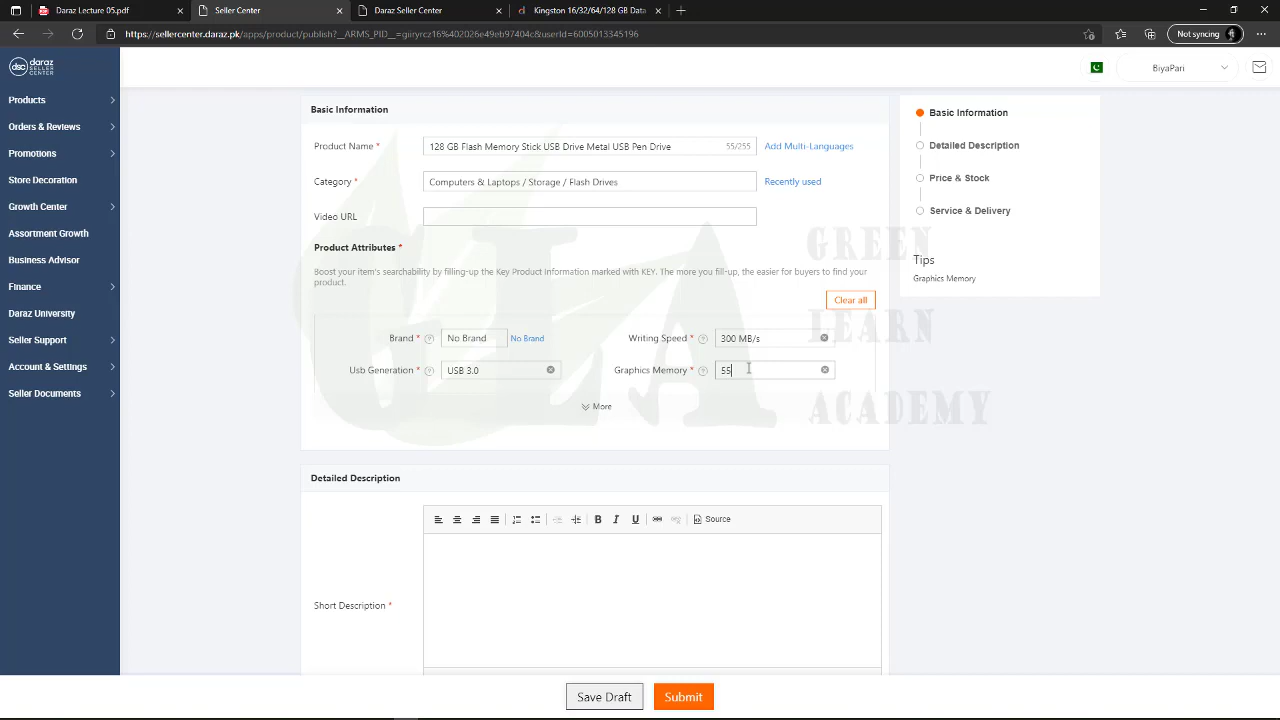 Daraz Lecture 05.pdf
Seller Center
Daraz Seller Center
Kingston 16/32/64/128 GB Data
https://sellercenter.daraz.pk/apps/product/publish?__ARMS_PID__=giryrcz16%402026e49eb97404c&userId=6005013345196
Not syncing
dsc daraz SELLER CENTER
BiyaPari
Products
Orders & Reviews
Promotions
Store Decoration
Growth Center
Assortment Growth
Business Advisor
Finance
Daraz University
Seller Support
Account & Settings
Seller Documents
Basic Information
Product Name * 128 GB Flash Memory Stick USB Drive Metal USB Pen Drive 55/255 Add Multi-Languages
Category * Computers & Laptops / Storage / Flash Drives Recently used
Video URL
Product Attributes *
Boost your item's searchability by filling-up the Key Product Information marked with KEY. The more you fill-up, the easier for buyers to find your
product.
Clear all
Brand * No Brand No Brand Writing Speed * 300 MB/s
Usb Generation * USB 3.0 Graphics Memory * 55
More
Detailed Description
B I U Source
Short Description *
Basic Information
Detailed Description
Price & Stock
Service & Delivery
Tips
Graphics Memory
GLA
GREEN
LEARN
ACADEMY
Save Draft
Submit